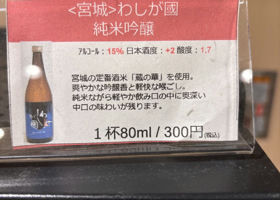 <宮城>わしが國
純米吟醸
アルコール：15% 日本酒度：+2 酸度：1.7
宮城の定番酒米「蔵の華」を使用。
爽やかな吟醸香と軽快な喉ごし。
純米ながら軽やか飲み口の中に奥深い
中口の味わいが残ります。
1杯80ml / 300円(税込)